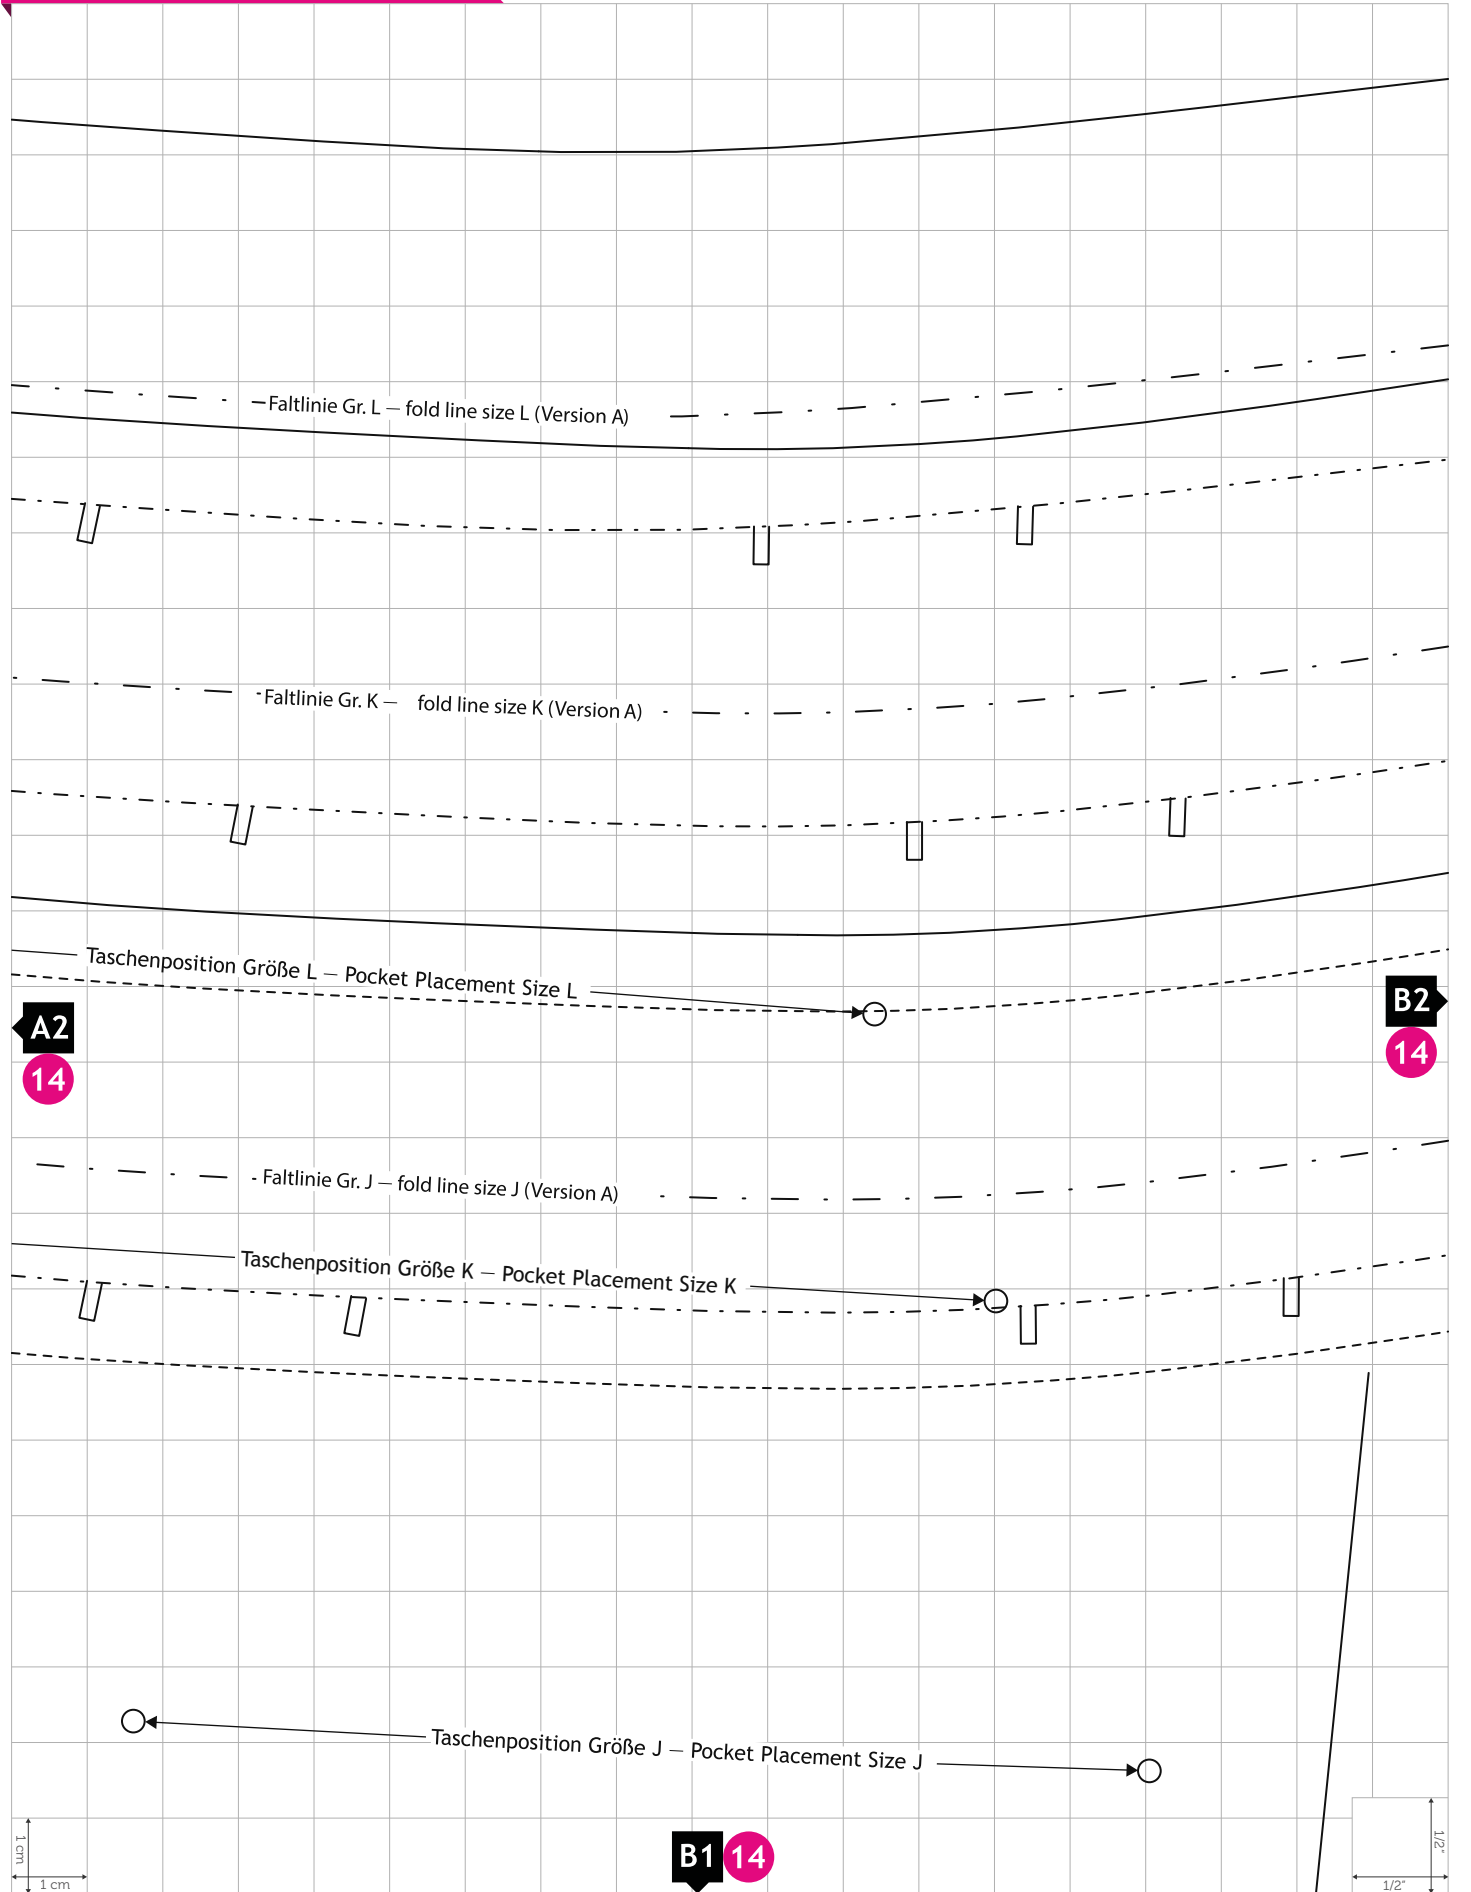 Faltlinie Gr. L — fold line size L (Version A)
Faltlinie Gr. K — fold line size K (Version A)
Taschenposition Größe L — Pocket Placement Size L
A2
14
B2
14
Faltlinie Gr. J — fold line size J (Version A)
Taschenposition Größe K — Pocket Placement Size K
Taschenposition Größe J — Pocket Placement Size J
1 cm
1 cm
B1 14
1/2"
1/2"